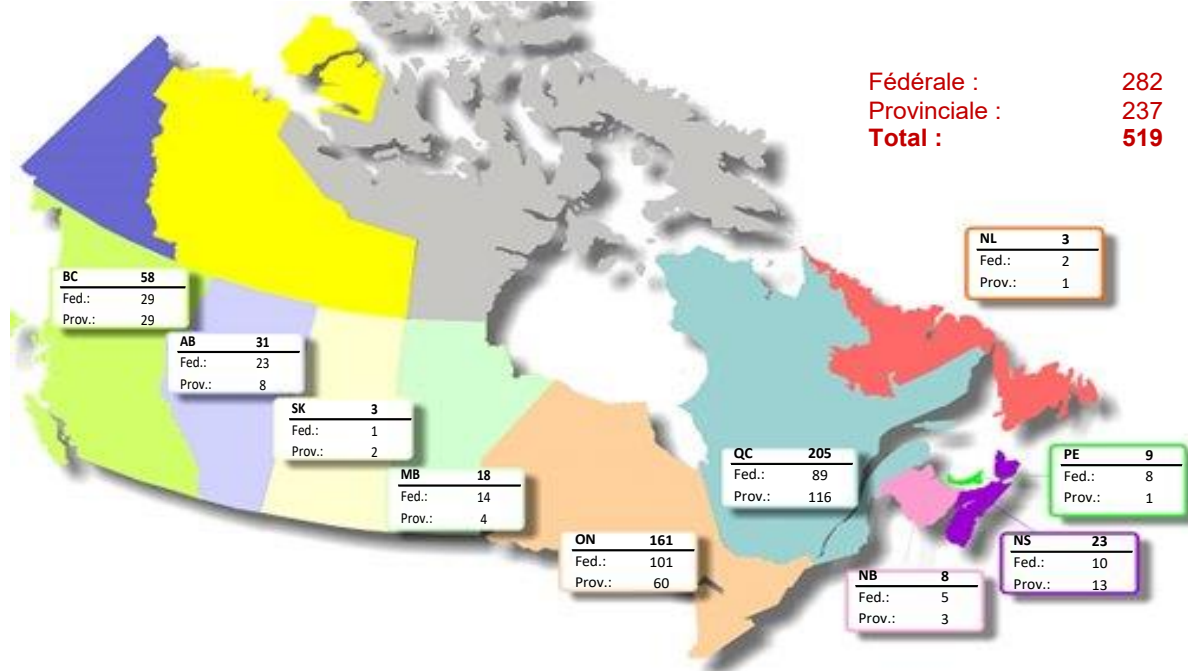 Fédérale : 282
Provinciale : 237
Total : 519
NL 3
Fed.: 2
Prov.: 1
BC 58
Fed.: 29
Prov.: 29
AB 31
Fed.: 23
Prov.: 8
SK 3
Fed.: 1
Prov.: 2
MB 18
Fed.: 14
Prov.: 4
QC 205
Fed.: 89
Prov.: 116
PE 9
Fed.: 8
Prov.: 1
ON 161
Fed.: 101
Prov.: 60
NS 23
Fed.: 10
Prov.: 13
NB 8
Fed.: 5
Prov.: 3